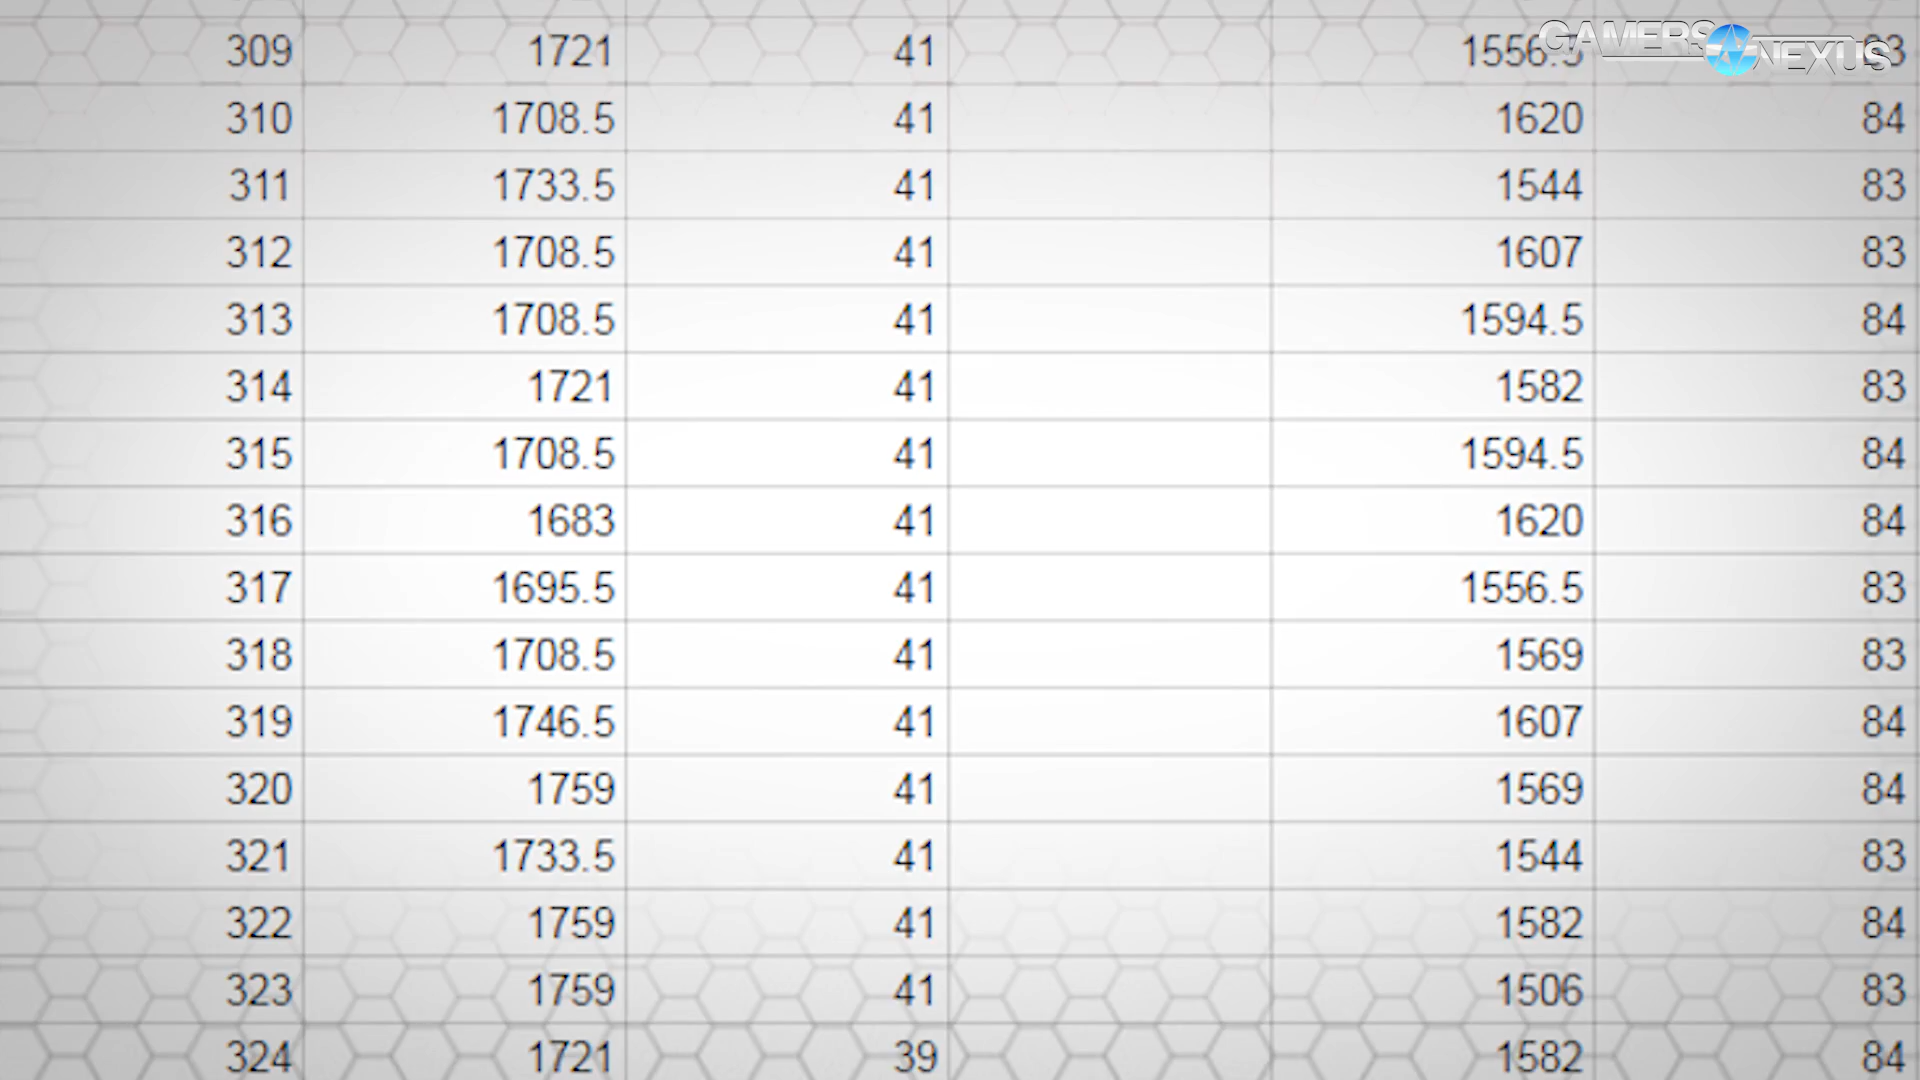 GAMERS NEXUS
309 1721 41 1556.5 83
310 1708.5 41 1620 84
311 1733.5 41 1544 83
312 1708.5 41 1607 83
313 1708.5 41 1594.5 84
314 1721 41 1582 83
315 1708.5 41 1594.5 84
316 1683 41 1620 84
317 1695.5 41 1556.5 83
318 1708.5 41 1569 83
319 1746.5 41 1607 84
320 1759 41 1569 84
321 1733.5 41 1544 83
322 1759 41 1582 84
323 1759 41 1506 83
324 1721 39 1582 84